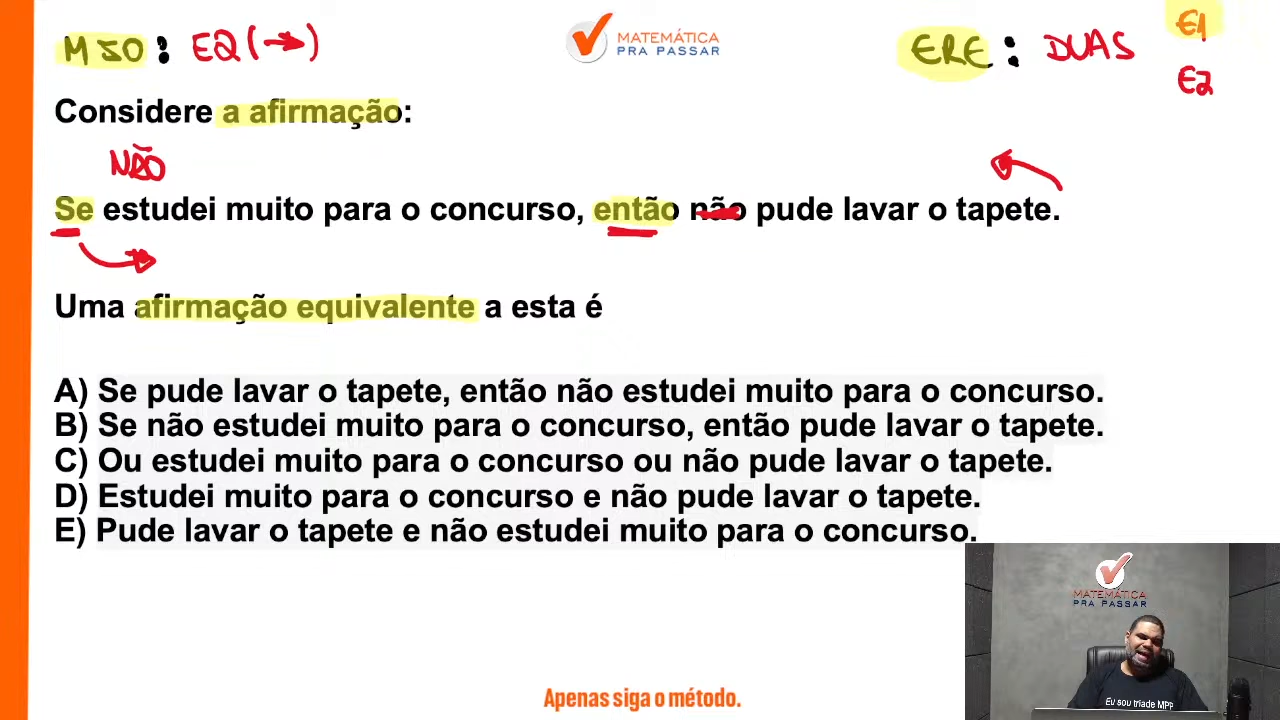 MSO: EQ(→)
MATEMÁTICA
PRA PASSAR
ERE: DUAS
E1
E2
Considere a afirmação:
NÃO
Se estudei muito para o concurso, então não pude lavar o tapete.
Uma afirmação equivalente a esta é
A) Se pude lavar o tapete, então não estudei muito para o concurso.
B) Se não estudei muito para o concurso, então pude lavar o tapete.
C) Ou estudei muito para o concurso ou não pude lavar o tapete.
D) Estudei muito para o concurso e não pude lavar o tapete.
E) Pude lavar o tapete e não estudei muito para o concurso.
MATEMÁTICA
PRA PASSAR
Eu sou tríade MPP
Apenas siga o método.